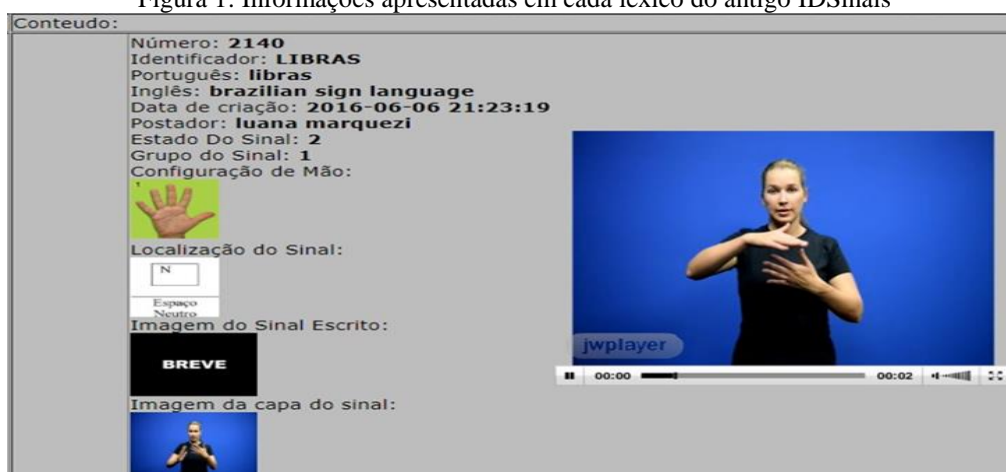 Figura 1: Informações apresentadas em cada léxico do antigo IDSinais
Conteudo:
Número: 2140
Identificador: LIBRAS
Português: libras
Inglês: brazilian sign language
Data de criação: 2016-06-06 21:23:19
Postador: luana marquezi
Estado Do Sinal: 2
Grupo do Sinal: 1
Configuração de Mão:
1
Localização do Sinal:
N
Espaço
Neutro
Imagem do Sinal Escrito:
BREVE
Imagem da capa do sinal:
jwplayer
00:00 00:02